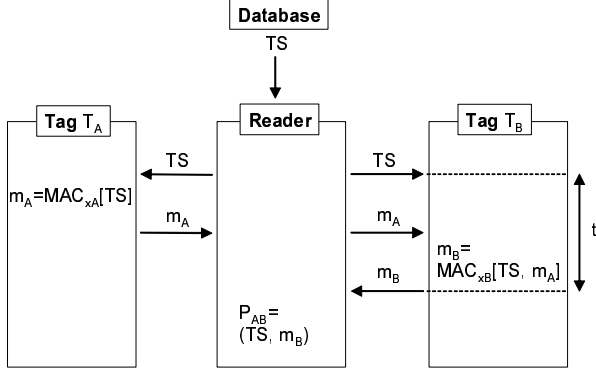 Database
TS
Tag T_A
Reader
Tag T_B
TS
TS
m_A=MAC_xA[TS]
m_A
m_A
t
m_B=
MAC_xB[TS, m_A]
m_B
P_AB=
(TS, m_B)